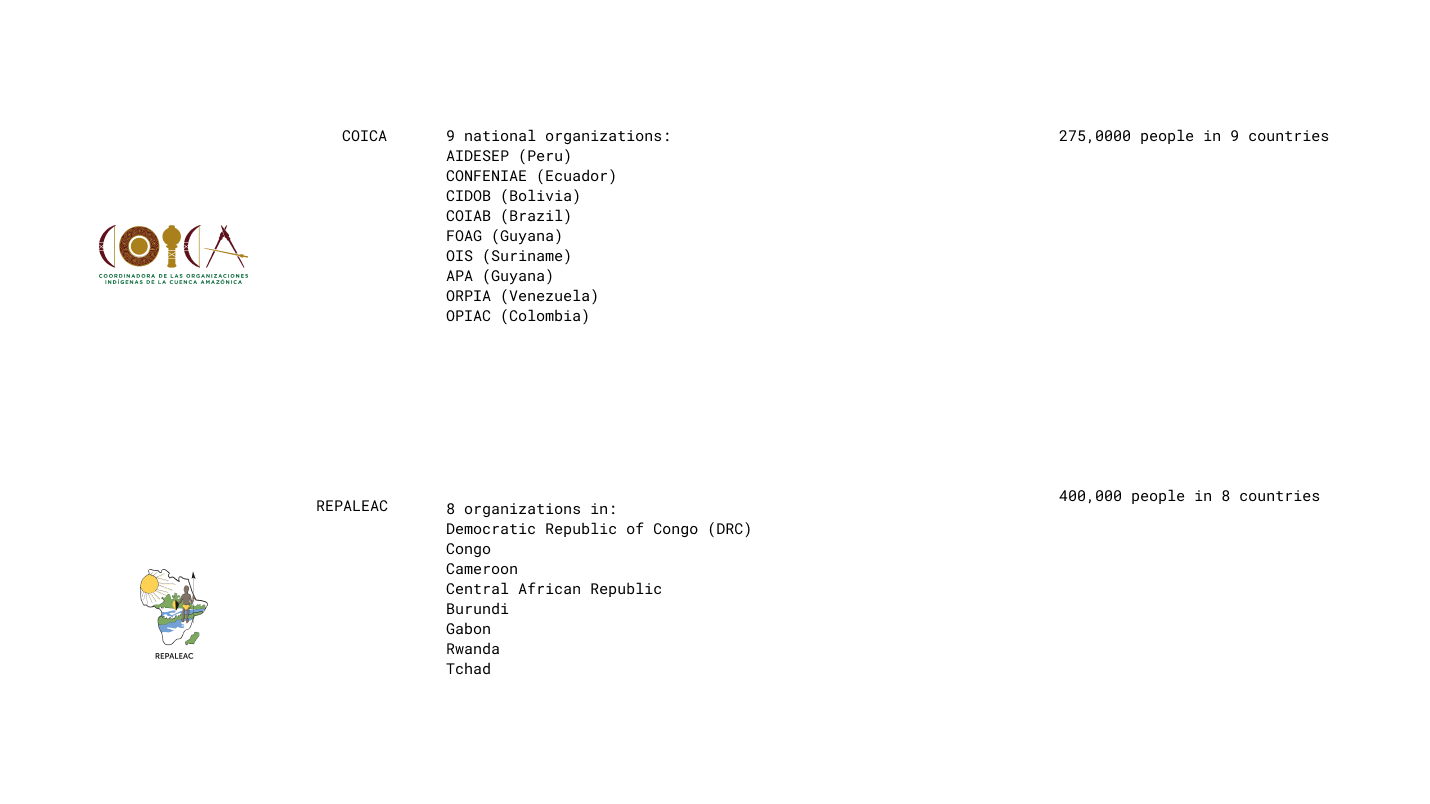 COICA
9 national organizations:
AIDESEP (Peru)
CONFENIAE (Ecuador)
CIDOB (Bolivia)
COIAB (Brazil)
FOAG (Guyana)
OIS (Suriname)
APA (Guyana)
ORPIA (Venezuela)
OPIAC (Colombia)
275,0000 people in 9 countries
COICA
COORDINADORA DE LAS ORGANIZACIONES
INDÍGENAS DE LA CUENCA AMAZÓNICA
REPALEAC
8 organizations in:
Democratic Republic of Congo (DRC)
Congo
Cameroon
Central African Republic
Burundi
Gabon
Rwanda
Tchad
400,000 people in 8 countries
REPALEAC